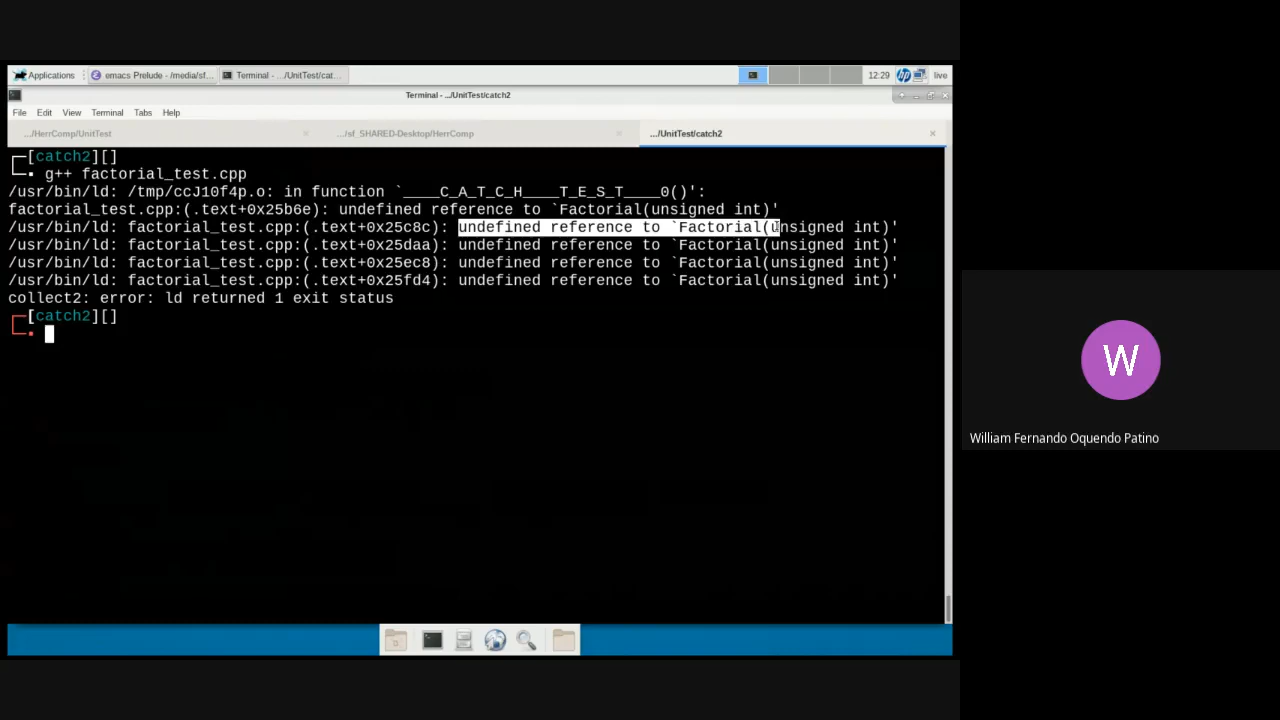 Applications
emacs Prelude - /media/sf...
Terminal - .../UnitTest/cat...
12:29
hp
live
Terminal - .../UnitTest/catch2
File Edit View Terminal Tabs Help
.../HerrComp/UnitTest
.../sf_SHARED-Desktop/HerrComp
.../UnitTest/catch2
[catch2][]
g++ factorial_test.cpp
/usr/bin/ld: /tmp/ccJ10f4p.o: in function `____C_A_T_C_H____T_E_S_T____0()':
factorial_test.cpp:(.text+0x25b6e): undefined reference to `Factorial(unsigned int)'
/usr/bin/ld: factorial_test.cpp:(.text+0x25c8c): undefined reference to `Factorial(unsigned int)'
/usr/bin/ld: factorial_test.cpp:(.text+0x25daa): undefined reference to `Factorial(unsigned int)'
/usr/bin/ld: factorial_test.cpp:(.text+0x25ec8): undefined reference to `Factorial(unsigned int)'
/usr/bin/ld: factorial_test.cpp:(.text+0x25fd4): undefined reference to `Factorial(unsigned int)'
collect2: error: ld returned 1 exit status
[catch2][]
W
William Fernando Oquendo Patino